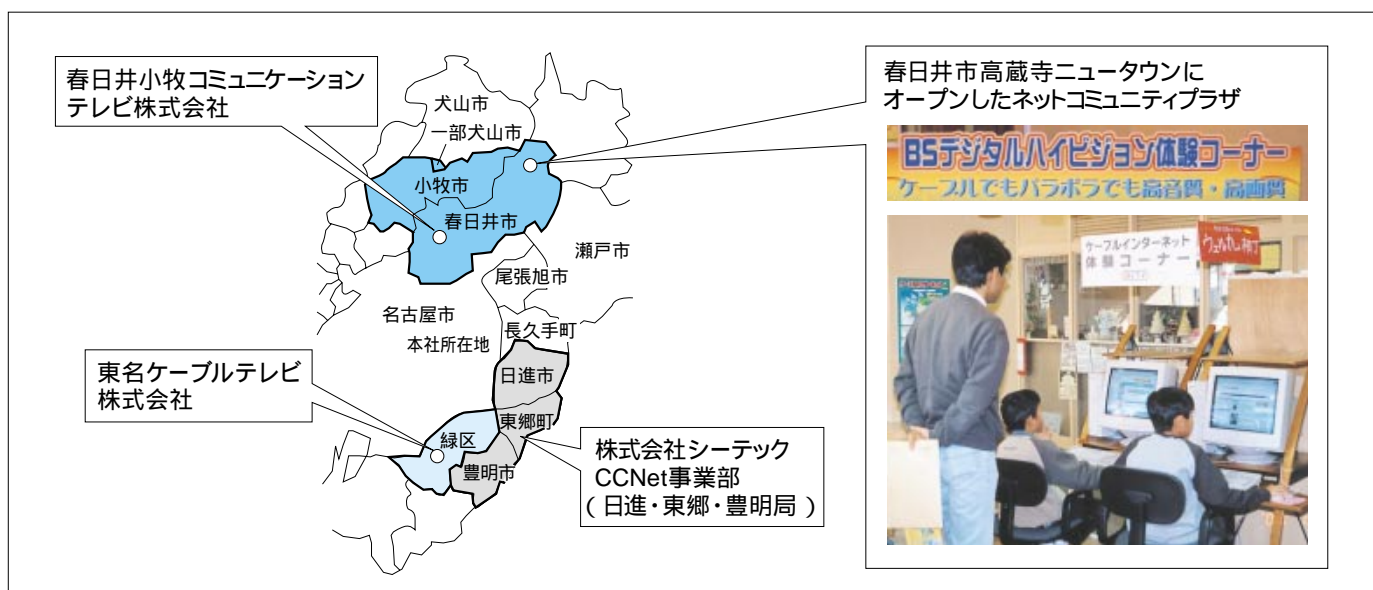 春日井小牧コミュニケーション
テレビ株式会社
犬山市
一部犬山市
小牧市
春日井市
瀬戸市
尾張旭市
名古屋市
長久手町
本社所在地
日進市
東郷町
緑区
豊明市
東名ケーブルテレビ
株式会社
株式会社シーテック
CCNet事業部
(日進・東郷・豊明局)
春日井市高蔵寺ニュータウンに
オープンしたネットコミュニティプラザ
BSデジタルハイビジョン体験コーナー
ケーブルでもパラボラでも高音質・高画質
ケーブルインターネット
体験コーナー
ウェルカム横丁